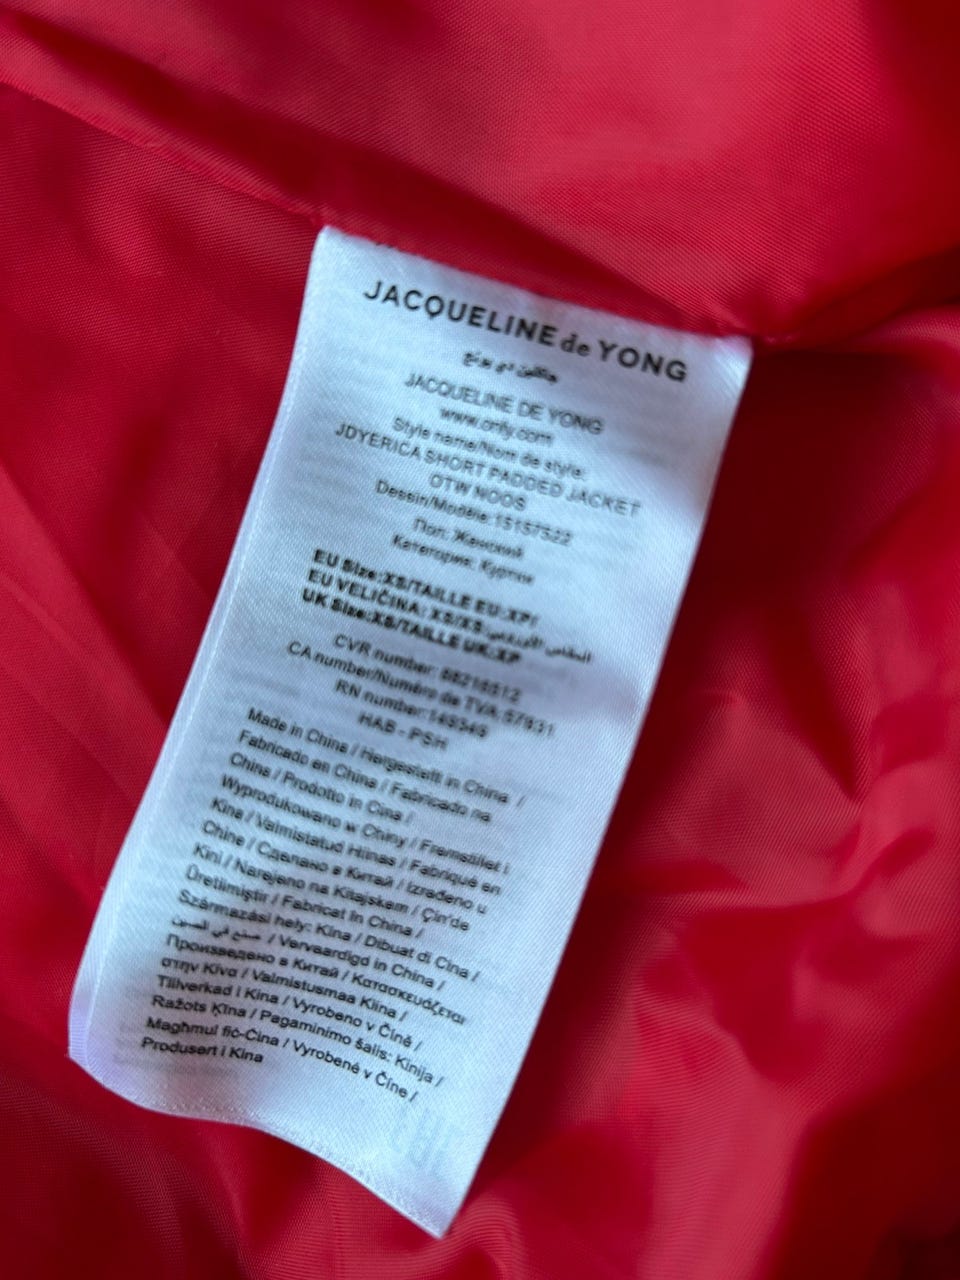 JACQUELINE de YONG
جاكلين دي يونغ
JACQUELINE DE YONG
www.only.com
Style name/Nom de style:
JDYERICA SHORT PADDED JACKET
OTW NOOS
Dessin/Modèle:15157522
Пол: Женский
Категория: Куртки
EU Size:XS/TAILLE EU:XP/
EU VELIČINA: XS/XS:المقاس الأوروبي
UK Size:XS/TAILLE UK:XP
CVR number: 88216512
CA number/Numéro de TVA:57931
RN number:149349
HAB - PSH
Made in China / Hergestellt in China /
Fabricado en China / Fabricado na
China / Prodotto in Cina /
Wyprodukowano w Chiny / Fremstillet i
Kina / Valmistatud Hiinas / Fabriqué en
Chine / Сделано в Китай / Izrađeno u
Kini / Narejeno na Kitajskem / Çin'de
Üretilmiştir / Fabricat în China /
Származási hely: Kína / Dibuat di Cina /
صنع في الصين / Vervaardigd in China /
Произведено в Китай / Κατασκευάζεται
στην Κίνα / Valmistusmaa Kiina /
Tillverkad i Kina / Vyrobeno v Číně /
Ražots Ķīna / Pagaminimo šalis: Kinija /
Magħmul fiċ-Ċina / Vyrobené v Číne /
Produsert i Kina